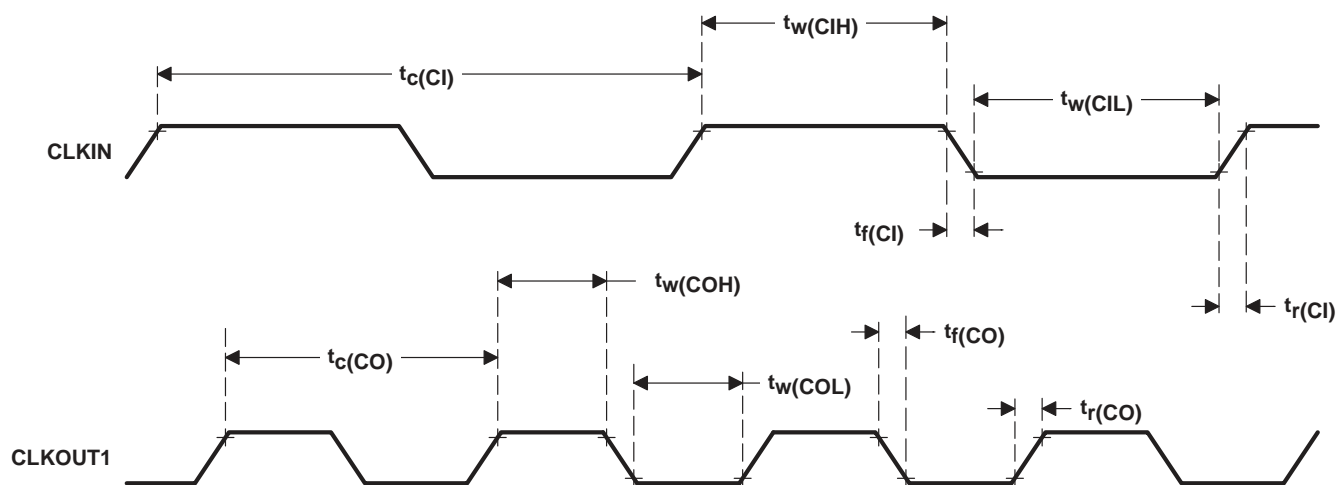 tw(CIH)
tc(CI)
tw(CIL)
CLKIN
tf(CI)
tw(COH)
tr(CI)
tf(CO)
tc(CO)
tw(COL)
tr(CO)
CLKOUT1